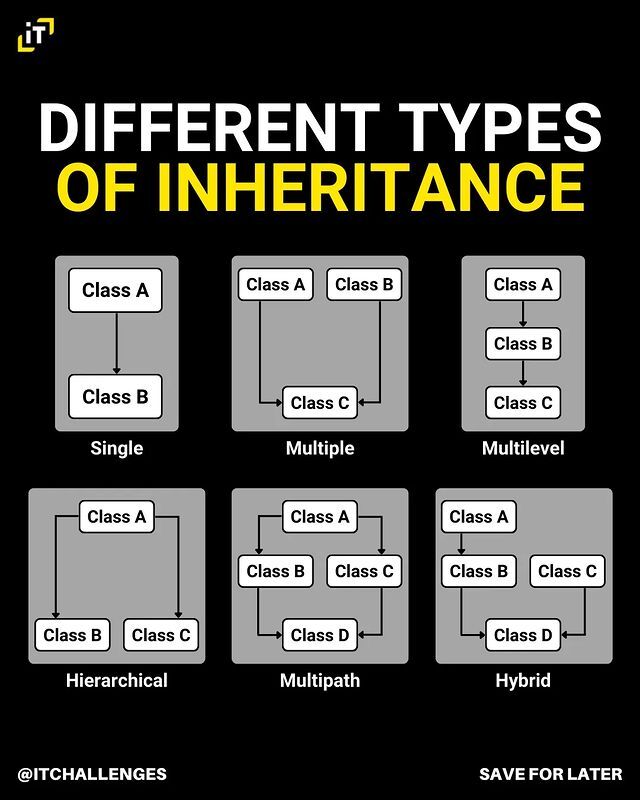 iT
DIFFERENT TYPES
OF INHERITANCE
Class A
Class B
Single
Class A Class B
Class C
Multiple
Class A
Class B
Class C
Multilevel
Class A
Class B Class C
Hierarchical
Class A
Class B Class C
Class D
Multipath
Class A
Class B Class C
Class D
Hybrid
@ITCHALLENGES
SAVE FOR LATER